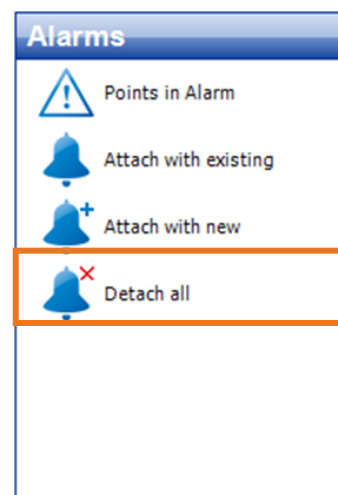 Alarms
Points in Alarm
Attach with existing
Attach with new
Detach all